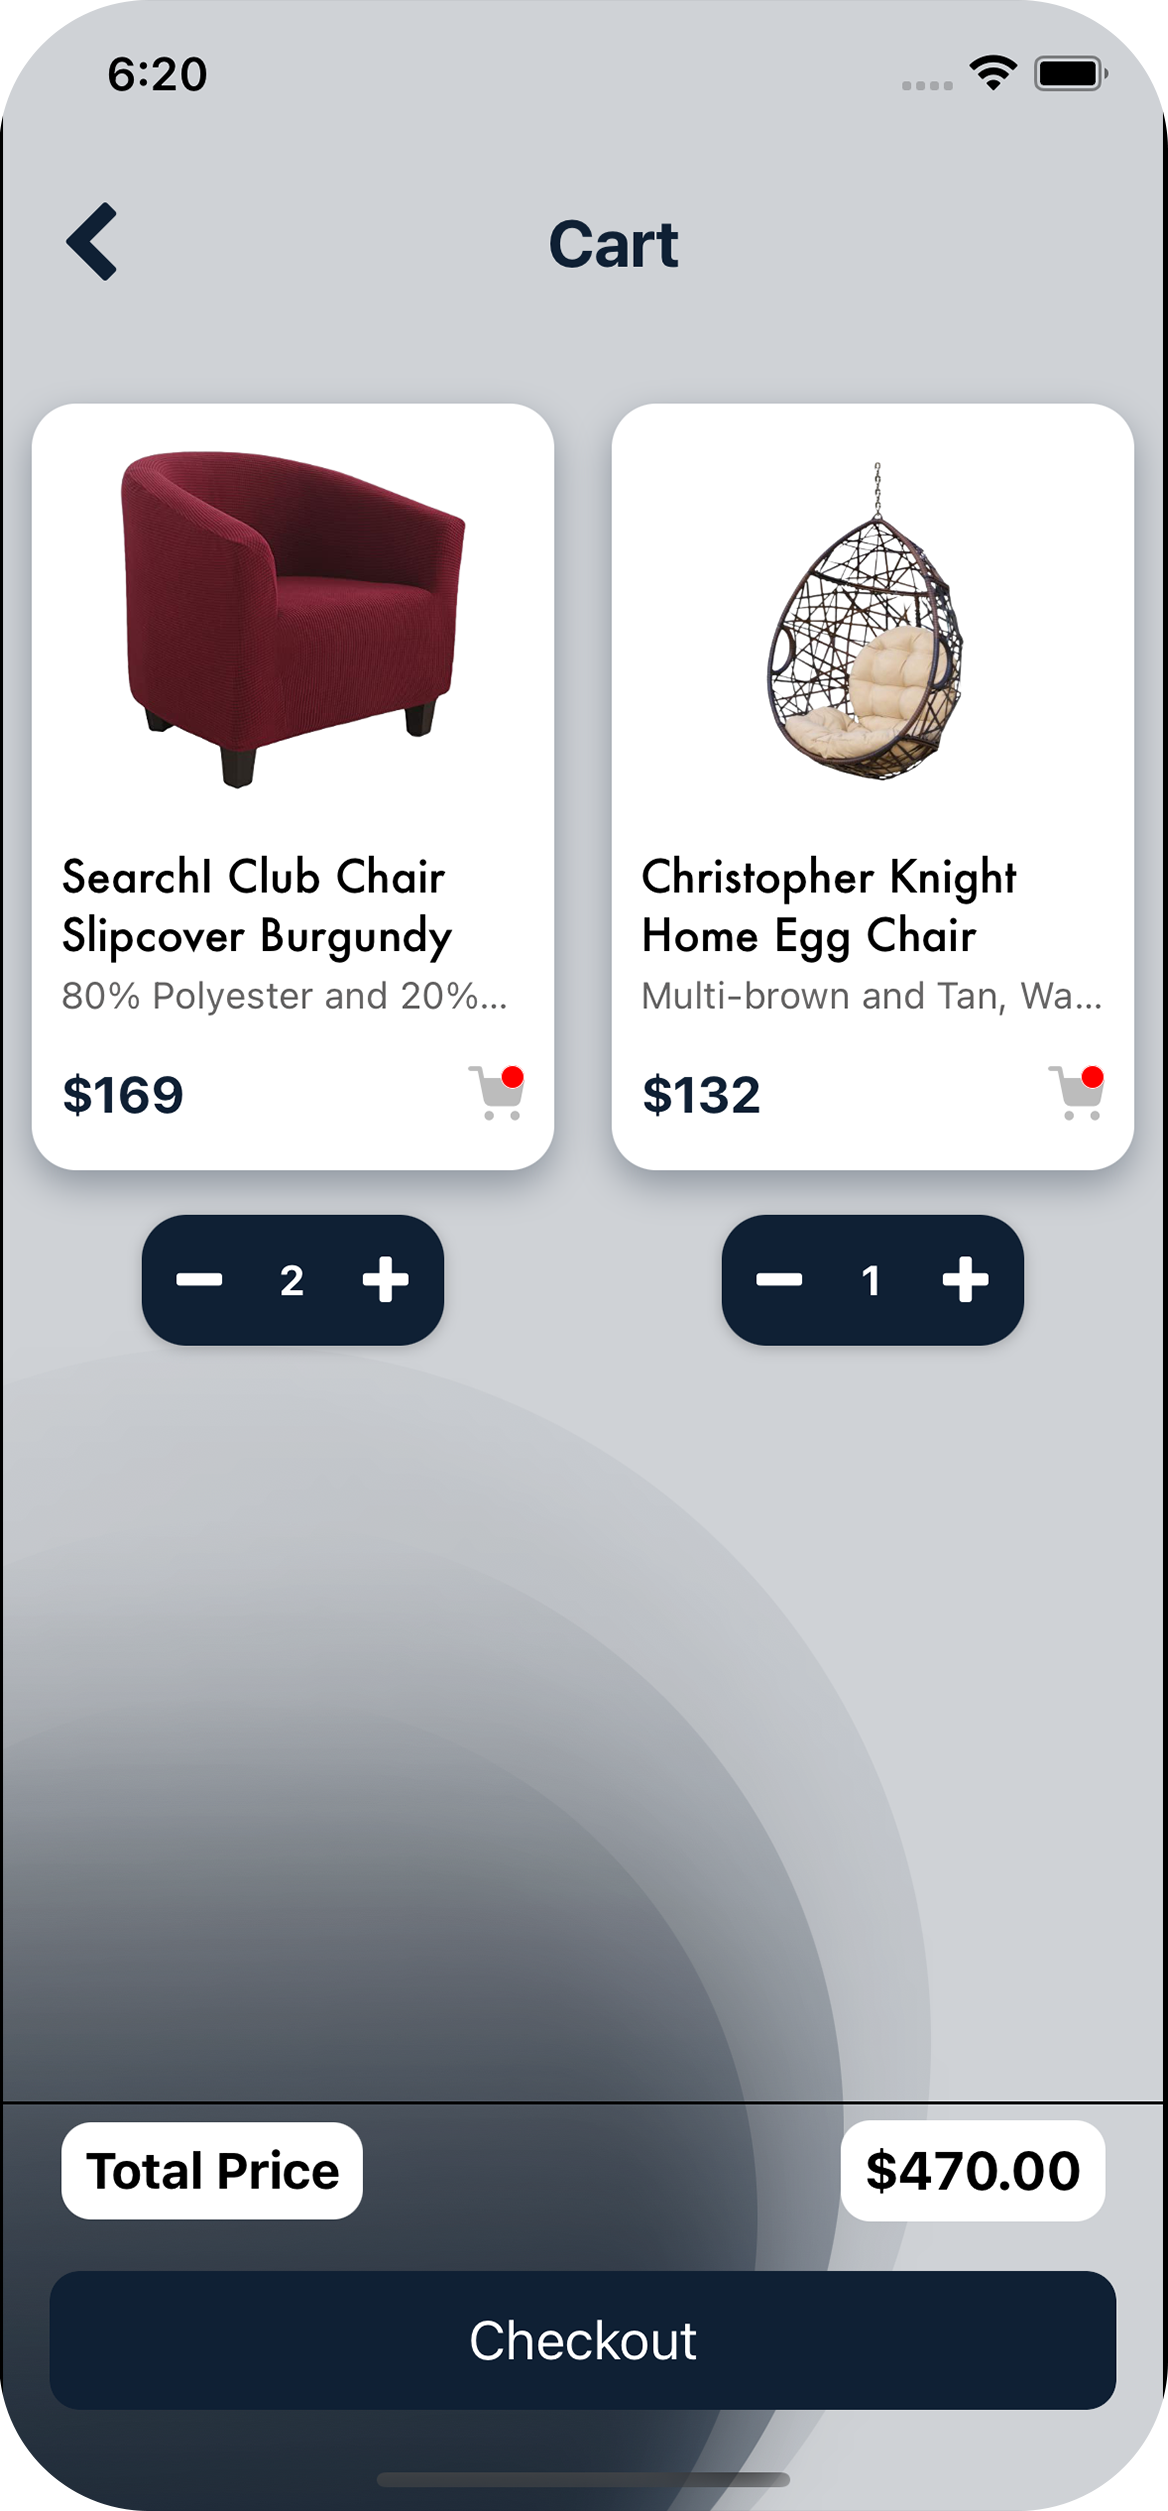 6:20
Cart
SearchI Club Chair
Slipcover Burgundy
80% Polyester and 20%...
$169
Christopher Knight
Home Egg Chair
Multi-brown and Tan, Wa...
$132
2
1
Total Price
$470.00
Checkout